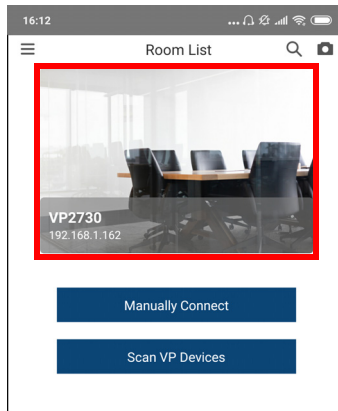 16:12
Room List
VP2730
192.168.1.162
Manually Connect
Scan VP Devices